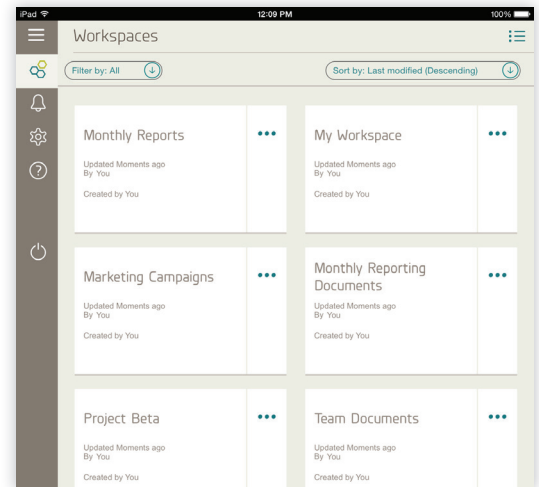 iPad 12:09 PM 100%
Workspaces
Filter by: All Sort by: Last modified (Descending)
Monthly Reports
Updated Moments ago
By You
Created by You
My Workspace
Updated Moments ago
By You
Created by You
Marketing Campaigns
Updated Moments ago
By You
Created by You
Monthly Reporting
Documents
Updated Moments ago
By You
Created by You
Project Beta
Updated Moments ago
By You
Created by You
Team Documents
Updated Moments ago
By You
Created by You